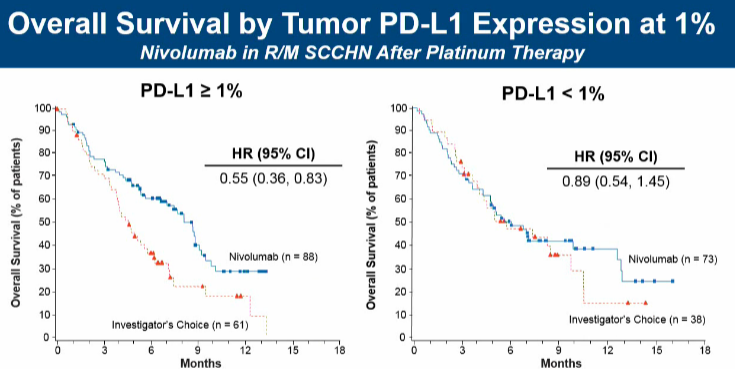 Overall Survival by Tumor PD-L1 Expression at 1%
Nivolumab in R/M SCCHN After Platinum Therapy
PD-L1 ≥ 1%
Overall Survival (% of patients)
100
90
80
70
60
50
40
30
20
10
0
HR (95% CI)
0.55 (0.36, 0.83)
Nivolumab (n = 88)
Investigator's Choice (n = 61)
0 3 6 9 12 15 18
Months
PD-L1 < 1%
Overall Survival (% of patients)
100
90
80
70
60
50
40
30
20
10
0
HR (95% CI)
0.89 (0.54, 1.45)
Nivolumab (n = 73)
Investigator's Choice (n = 38)
0 3 6 9 12 15 18
Months